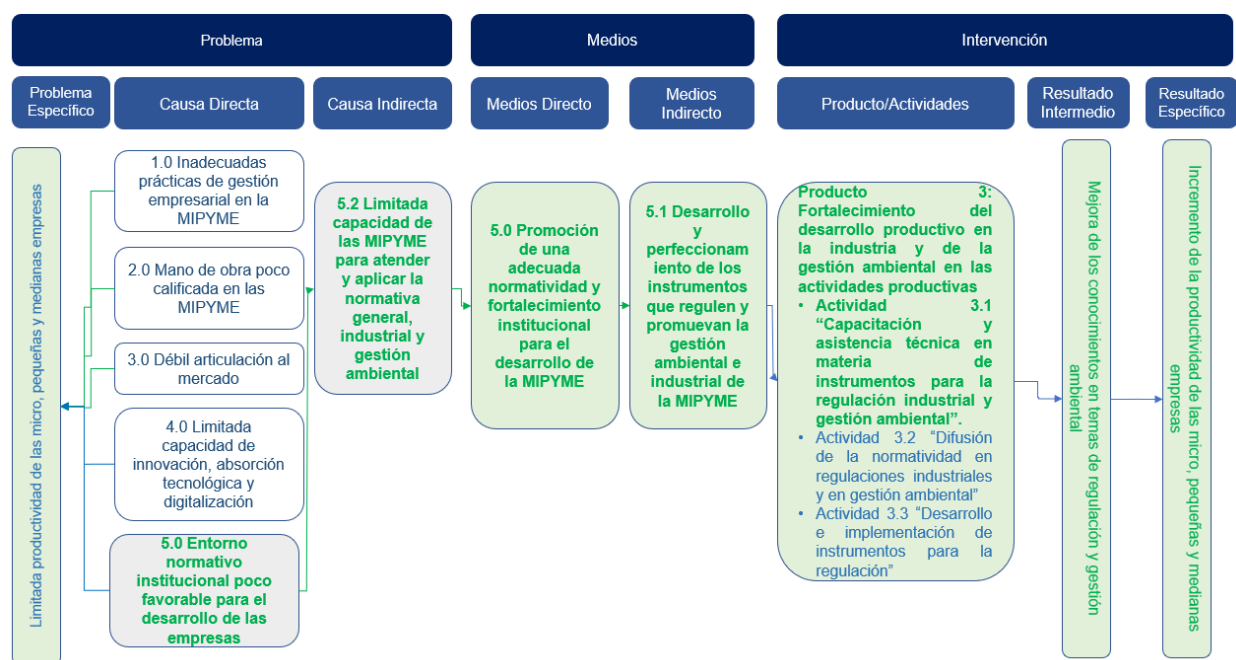 Problema
Medios
Intervención
Problema
Específico
Causa Directa
Causa Indirecta
Medios Directo
Medios
Indirecto
Producto/Actividades
Resultado
Intermedio
Resultado
Específico
Limitada productividad de las micro, pequeñas y medianas empresas
1.0 Inadecuadas
prácticas de gestión
empresarial en la
MIPYME
2.0 Mano de obra poco
calificada en las
MIPYME
3.0 Débil articulación al
mercado
4.0 Limitada
capacidad de
innovación, absorción
tecnológica y
digitalización
5.0 Entorno
normativo
institucional poco
favorable para el
desarrollo de las
empresas
5.2 Limitada
capacidad de
las MIPYME
para atender
y aplicar la
normativa
general,
industrial y
gestión
ambiental
5.0 Promoción
de una
adecuada
normatividad y
fortalecimiento
institucional
para el
desarrollo de
la MIPYME
5.1 Desarrollo
y
perfeccionam
iento de los
instrumentos
que regulen y
promuevan la
gestión
ambiental e
industrial de
la MIPYME
Producto 3:
Fortalecimiento del
desarrollo productivo en
la industria y de la
gestión ambiental en las
actividades productivas
• Actividad 3.1
“Capacitación y
asistencia técnica en
materia de
instrumentos para la
regulación industrial y
gestión ambiental”.
• Actividad 3.2 “Difusión
de la normatividad en
regulaciones industriales
y en gestión ambiental”
• Actividad 3.3 “Desarrollo
e implementación de
instrumentos para la
regulación”
Mejora de los conocimientos en temas de regulación y gestión
ambiental
Incremento de la productividad de las micro, pequeñas y medianas
empresas